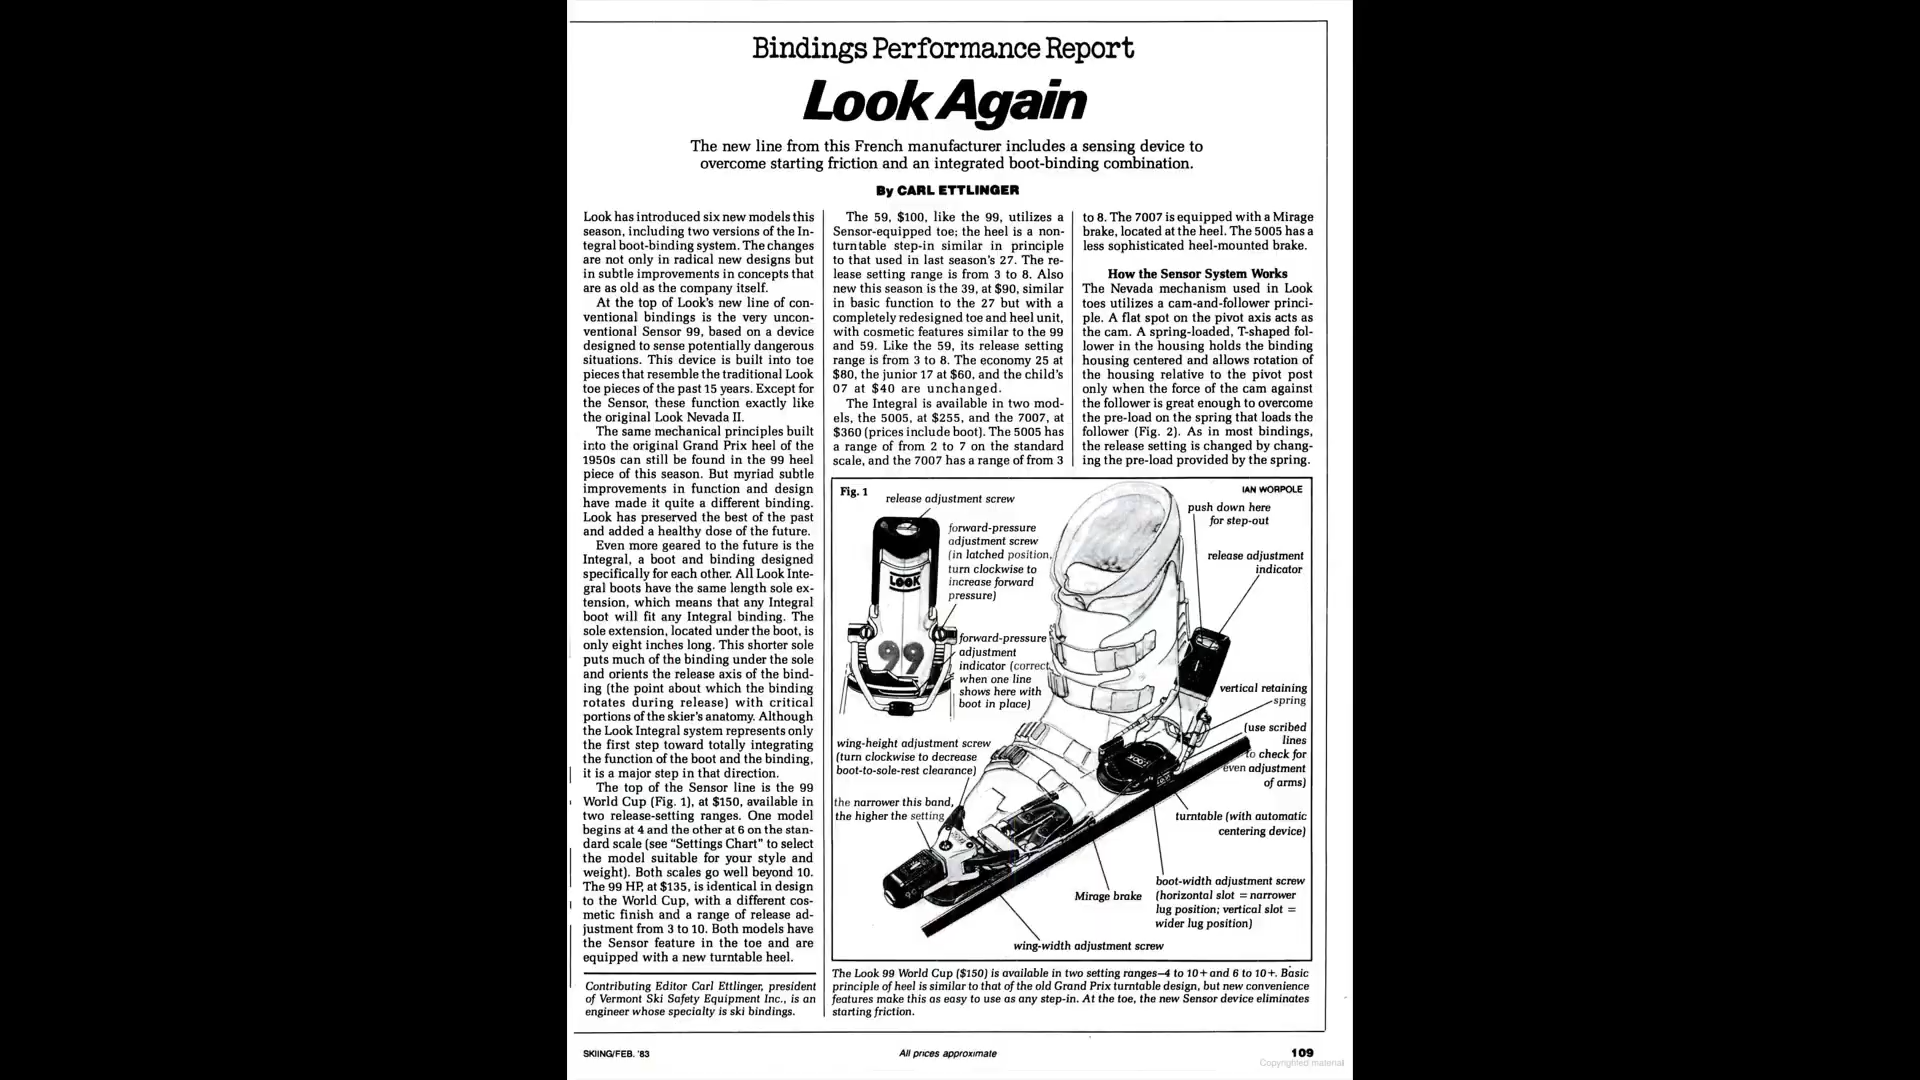 Bindings Performance Report
Look Again
The new line from this French manufacturer includes a sensing device to
overcome starting friction and an integrated boot-binding combination.
By CARL ETTLINGER
Look has introduced six new models this
season, including two versions of the In-
tegral boot-binding system. The changes
are not only in radical new designs but
in subtle improvements in concepts that
are as old as the company itself.
At the top of Look's new line of con-
ventional bindings is the very uncon-
ventional Sensor 99, based on a device
designed to sense potentially dangerous
situations. This device is built into toe
pieces that resemble the traditional Look
toe pieces of the past 15 years. Except for
the Sensor, these function exactly like
the original Look Nevada II.
The same mechanical principles built
into the original Grand Prix heel of the
1950s can still be found in the 99 heel
piece of this season. But myriad subtle
improvements in function and design
have made it quite a different binding.
Look has preserved the best of the past
and added a healthy dose of the future.
Even more geared to the future is the
Integral, a boot and binding designed
specifically for each other. All Look Inte-
gral boots have the same length sole ex-
tension, which means that any Integral
boot will fit any Integral binding. The
sole extension, located under the boot, is
only eight inches long. This shorter sole
puts much of the binding under the sole
and orients the release axis of the bind-
ing (the point about which the binding
rotates during release) with critical
portions of the skier's anatomy. Although
the Look Integral system represents only
the first step toward totally integrating
the function of the boot and the binding,
it is a major step in that direction.
The top of the Sensor line is the 99
World Cup (Fig. 1), at $150, available in
two release-setting ranges. One model
begins at 4 and the other at 6 on the stan-
dard scale (see "Settings Chart" to select
the model suitable for your style and
weight). Both scales go well beyond 10.
The 99 HP, at $135, is identical in design
to the World Cup, with a different cos-
metic finish and a range of release ad-
justment from 3 to 10. Both models have
the Sensor feature in the toe and are
equipped with a new turntable heel.
Contributing Editor Carl Ettlinger, president
of Vermont Ski Safety Equipment Inc., is an
engineer whose specialty is ski bindings.
The 59, $100, like the 99, utilizes a
Sensor-equipped toe; the heel is a non-
turntable step-in similar in principle
to that used in last season's 27. The re-
lease setting range is from 3 to 8. Also
new this season is the 39, at $90, similar
in basic function to the 27 but with a
completely redesigned toe and heel unit,
with cosmetic features similar to the 99
and 59. Like the 59, its release setting
range is from 3 to 8. The economy 25 at
$80, the junior 17 at $60, and the child's
07 at $40 are unchanged.
The Integral is available in two mod-
els, the 5005, at $255, and the 7007, at
$360 (prices include boot). The 5005 has
a range of from 2 to 7 on the standard
scale, and the 7007 has a range of from 3
to 8. The 7007 is equipped with a Mirage
brake, located at the heel. The 5005 has a
less sophisticated heel-mounted brake.
How the Sensor System Works
The Nevada mechanism used in Look
toes utilizes a cam-and-follower princi-
ple. A flat spot on the pivot axis acts as
the cam. A spring-loaded, T-shaped fol-
lower in the housing holds the binding
housing centered and allows rotation of
the housing relative to the pivot post
only when the force of the cam against
the follower is great enough to overcome
the pre-load on the spring that loads the
follower (Fig. 2). As in most bindings,
the release setting is changed by chang-
ing the pre-load provided by the spring.
Fig. 1
IAN WORPOLE
release adjustment screw
forward-pressure
adjustment screw
(in latched position,
turn clockwise to
increase forward
pressure)
LOOK
99
forward-pressure
adjustment
indicator (correct
when one line
shows here with
boot in place)
wing-height adjustment screw
(turn clockwise to decrease
boot-to-sole-rest clearance)
the narrower this band,
the higher the setting
push down here
for step-out
release adjustment
indicator
vertical retaining
spring
(use scribed
lines
to check for
even adjustment
of arms)
LOOK
turntable (with automatic
centering device)
boot-width adjustment screw
(horizontal slot = narrower
lug position; vertical slot =
wider lug position)
Mirage brake
wing-width adjustment screw
The Look 99 World Cup ($150) is available in two setting ranges—4 to 10+ and 6 to 10+. Basic
principle of heel is similar to that of the old Grand Prix turntable design, but new convenience
features make this as easy to use as any step-in. At the toe, the new Sensor device eliminates
starting friction.
SKIING/FEB. '83
All prices approximate
109
Copyrighted material